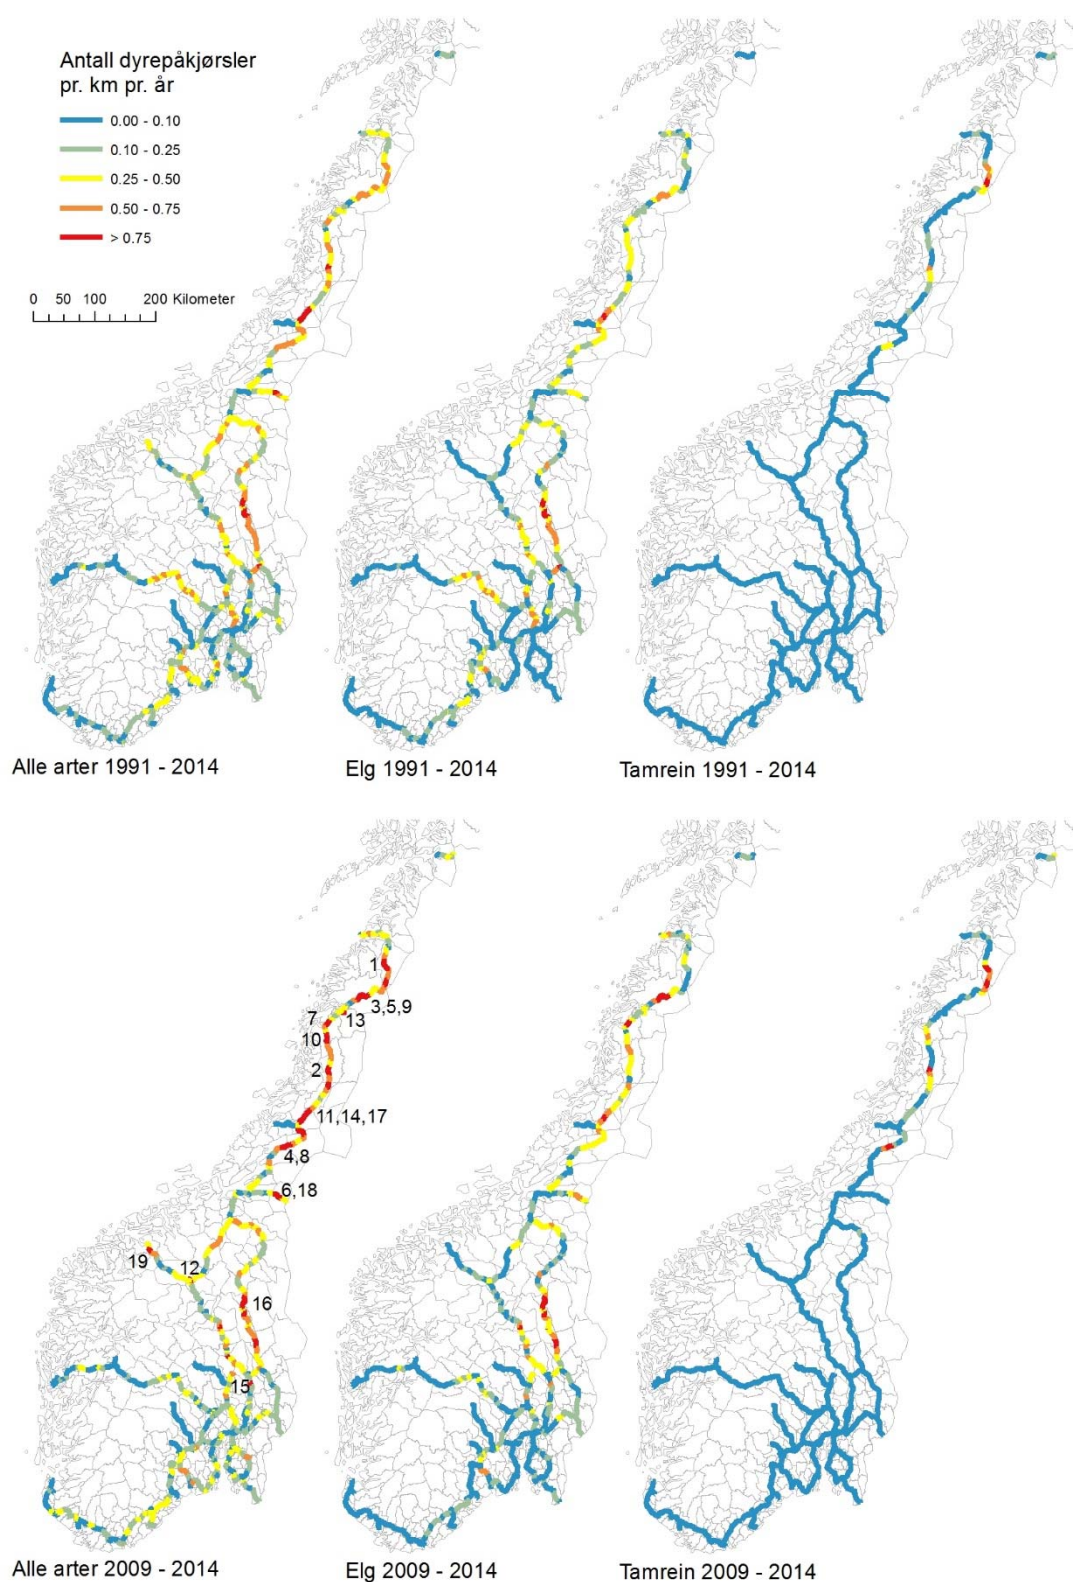 Antall dyrepåkjørsler
pr. km pr. år
0.00 - 0.10
0.10 - 0.25
0.25 - 0.50
0.50 - 0.75
> 0.75
0 50 100 200 Kilometer
Alle arter 1991 - 2014
Elg 1991 - 2014
Tamrein 1991 - 2014
1
3,5,9
7
13
10
2
11,14,17
4,8
6,18
19
12
16
15
Alle arter 2009 - 2014
Elg 2009 - 2014
Tamrein 2009 - 2014